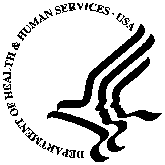 DEPARTMENT OF HEALTH & HUMAN SERVICES · USA